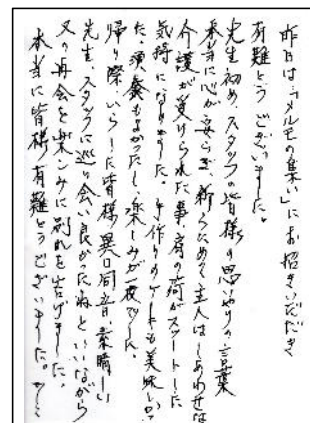 昨日は「メルモの集い」にお招きいただき
有難とうございました。
先生初め、スタッフの皆様の思いやりの言葉
本当に心が安らぎ、新らためて主人はしあわせな
介護が受けられた事、肩の荷がスゥートした
気持になりました。手作りのケーキも美味しかっ
た、演奏もよかったし、楽しみが夜でした。
帰り際いらした皆様、異口同音、素晴しい
先生、スタッフに巡り会い良かったねといいながら
又の再会を楽しみに別れを告げました。
本当に皆様有難とうございました。